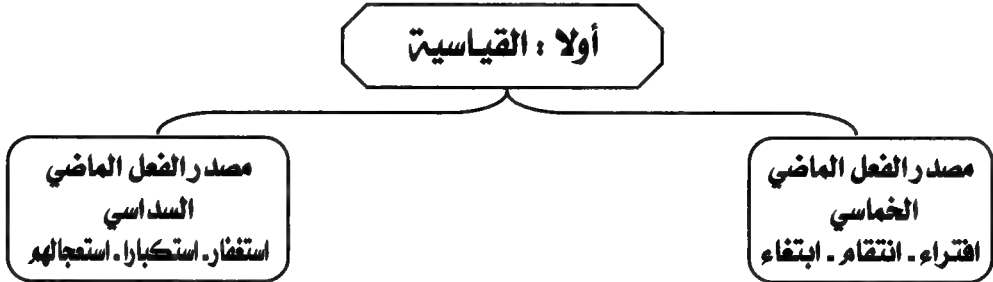 أولا : القياسية
مصدر الفعل الماضي
الخماسي
افتراء - انتقام - ابتغاء
مصدر الفعل الماضي
السداسي
استغفار - استكبارا - استعجالهم